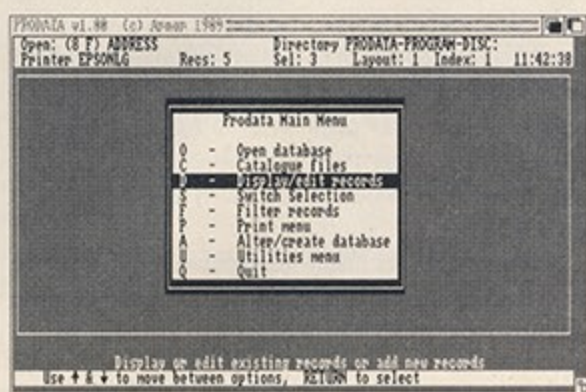 PRODATA v1.00 (c) Arnor 1989
Open: (8 F) ADDRESS Directory PRODATA-PROGRAM-DISC:
Printer EPSONLG Recs: 5 Sel: 3 Layout: 1 Index: 1 11:42:38
Prodata Main Menu
O - Open database
C - Catalogue files
D - Display/edit records
S - Switch Selection
F - Filter records
P - Print menu
A - Alter/create database
U - Utilities menu
Q - Quit
Display or edit existing records or add new records
Use ↑ & ↓ to move between options, RETURN to select